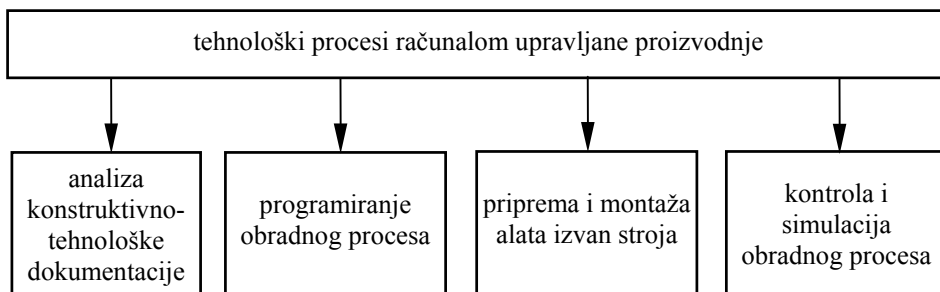 tehnološki procesi računalom upravljane proizvodnje
analiza
konstruktivno-
tehnološke
dokumentacije
programiranje
obradnog procesa
priprema i montaža
alata izvan stroja
kontrola i
simulacija
obradnog procesa